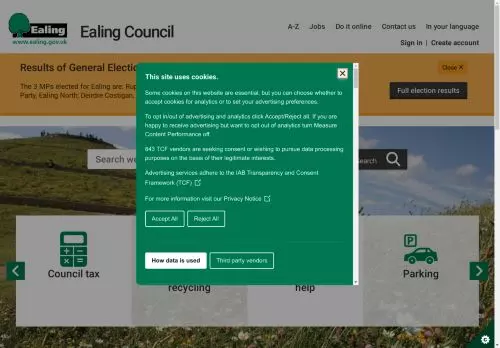 Ealing
www.ealing.gov.uk
Ealing Council
A-Z Jobs Do it online Contact us In your language
Sign in | Create account
Results of General Elec
Close ×
The 3 MPs elected for Ealing are: Rup
Party, Ealing North; Deirdre Costigan,
Full election results
This site uses cookies.
Some cookies on this website are essential, but you can choose whether to
accept cookies for analytics or to set your advertising preferences.
To opt in/out of advertising and analytics click Accept/Reject all. If you are
happy to receive advertising but want to opt out of analytics turn Measure
Content Performance off.
843 TCF vendors are seeking consent or wishing to pursue data processing
purposes on the basis of their legitimate interests.
Advertising services adhere to the IAB Transparency and Consent
Framework (TCF)
For more information visit our Privacy Notice
Accept All Reject All
How data is used Third party vendors
Search we
Search
Council tax
recycling
help
P
Parking